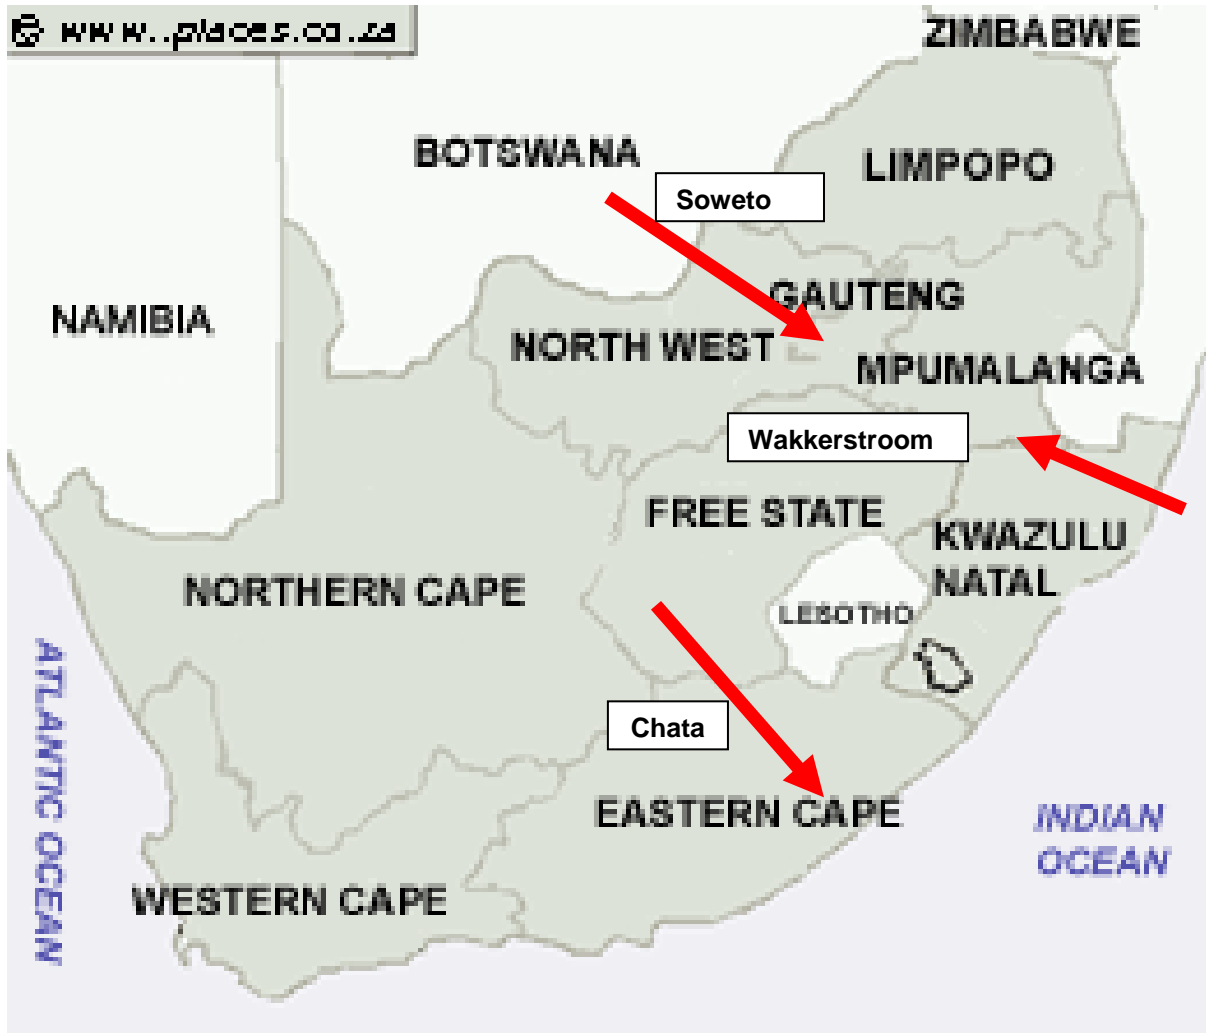 © www..places.co.za
ZIMBABWE
BOTSWANA
LIMPOPO
Soweto
NAMIBIA
GAUTENG
NORTH WEST
MPUMALANGA
Wakkerstroom
FREE STATE
KWAZULU
NATAL
NORTHERN CAPE
LESOTHO
ATLANTIC OCEAN
Chata
EASTERN CAPE
INDIAN
OCEAN
WESTERN CAPE